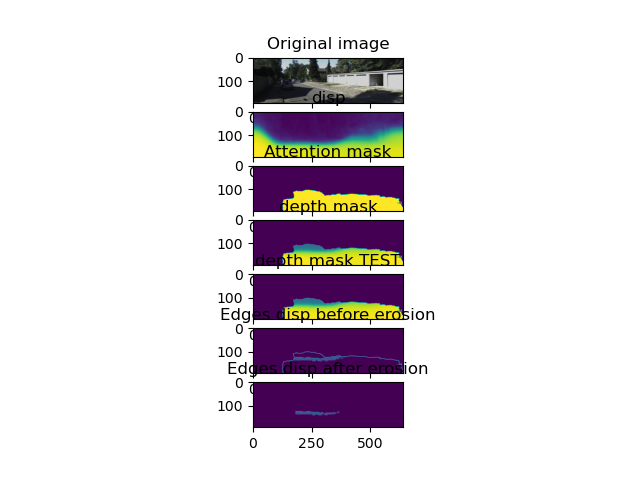 Original image
0
100
disp
0
100
Attention mask
0
100
depth mask
0
100
depth mask TEST
0
100
Edges disp before erosion
0
100
Edges disp after erosion
0
100
0 250 500